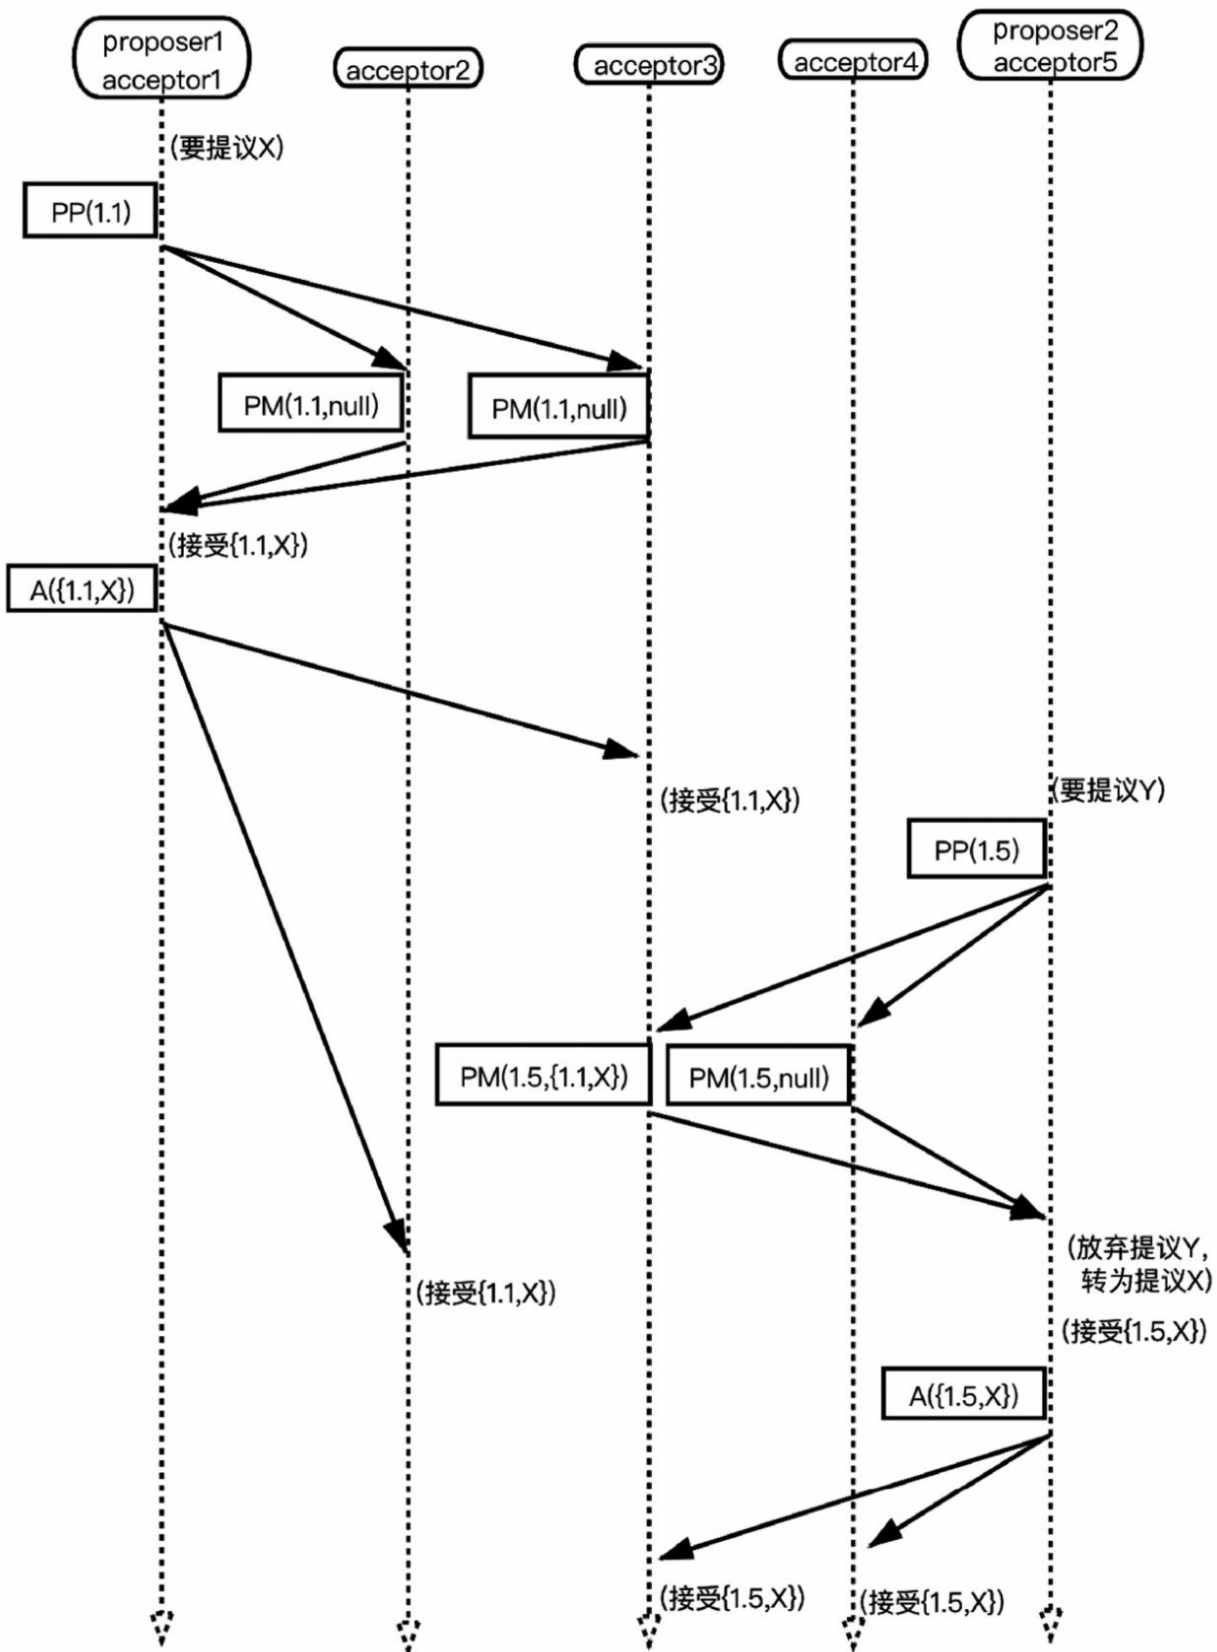 proposer1
acceptor1
acceptor2
acceptor3
acceptor4
proposer2
acceptor5
(要提议X)
PP(1.1)
PM(1.1,null)
PM(1.1,null)
(接受{1.1,X})
A({1.1,X})
(接受{1.1,X})
(要提议Y)
PP(1.5)
PM(1.5,{1.1,X})
PM(1.5,null)
(放弃提议Y,
转为提议X)
(接受{1.1,X})
(接受{1.5,X})
A({1.5,X})
(接受{1.5,X})
(接受{1.5,X})